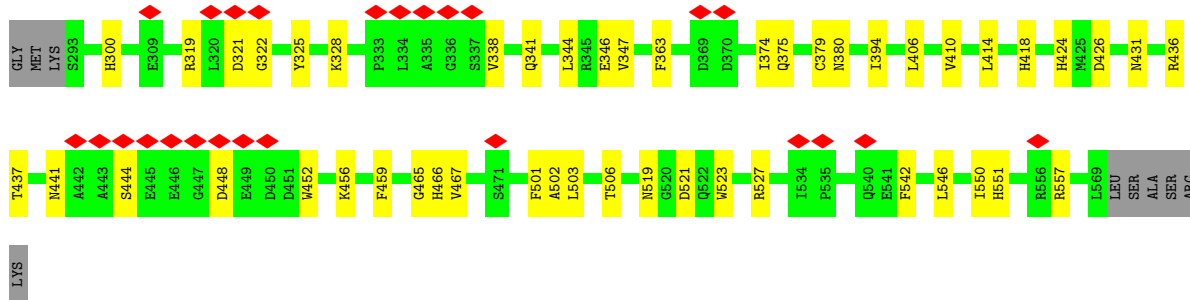 GLY MET LYS S293 H300 E309 R319 L320 D321 G322 Y325 K328 P333 L334 A335 G336 S337 V338 Q341 L344 R345 E346 V347 F363 D369 D370 I374 Q375 C379 N380 I394 L406 V410 L414 H418 H424 M425 D426 N431 R436
T437 N441 A442 A443 S444 E445 E446 G447 D448 E449 D450 D451 W452 K456 F459 G465 H466 V467 S471 F501 A502 L503 T506 N519 G520 D521 Q522 W523 R527 I534 P535 Q540 E541 F542 L546 I550 H551 R556 R557 L569 LEU SER ALA SER ARG
LYS